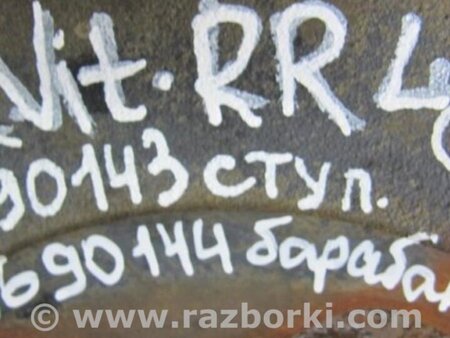 Vit. RR
90143 ступ.
690144 барабан
© www.razborki.com